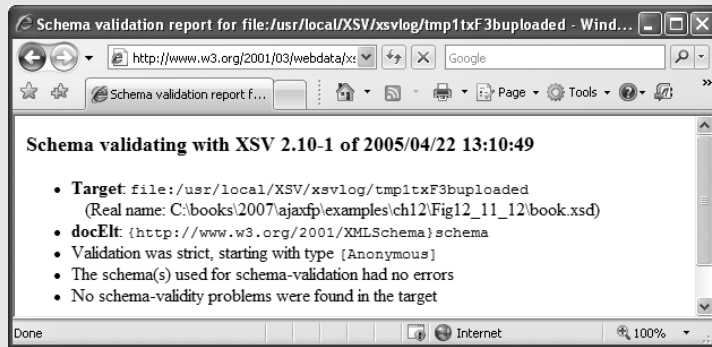 Schema validation report for file:/usr/local/XSV/xsvlog/tmp1txF3buploaded - Wind...
http://www.w3.org/2001/03/webdata/xs
Google
Schema validation report f...
Page
Tools
»
Schema validating with XSV 2.10-1 of 2005/04/22 13:10:49
• Target: file:/usr/local/XSV/xsvlog/tmp1txF3buploaded
(Real name: C:\books\2007\ajaxfp\examples\ch12\Fig12_11_12\book.xsd)
• docElt: {http://www.w3.org/2001/XMLSchema}schema
• Validation was strict, starting with type [Anonymous]
• The schema(s) used for schema-validation had no errors
• No schema-validity problems were found in the target
Done
Internet
100%